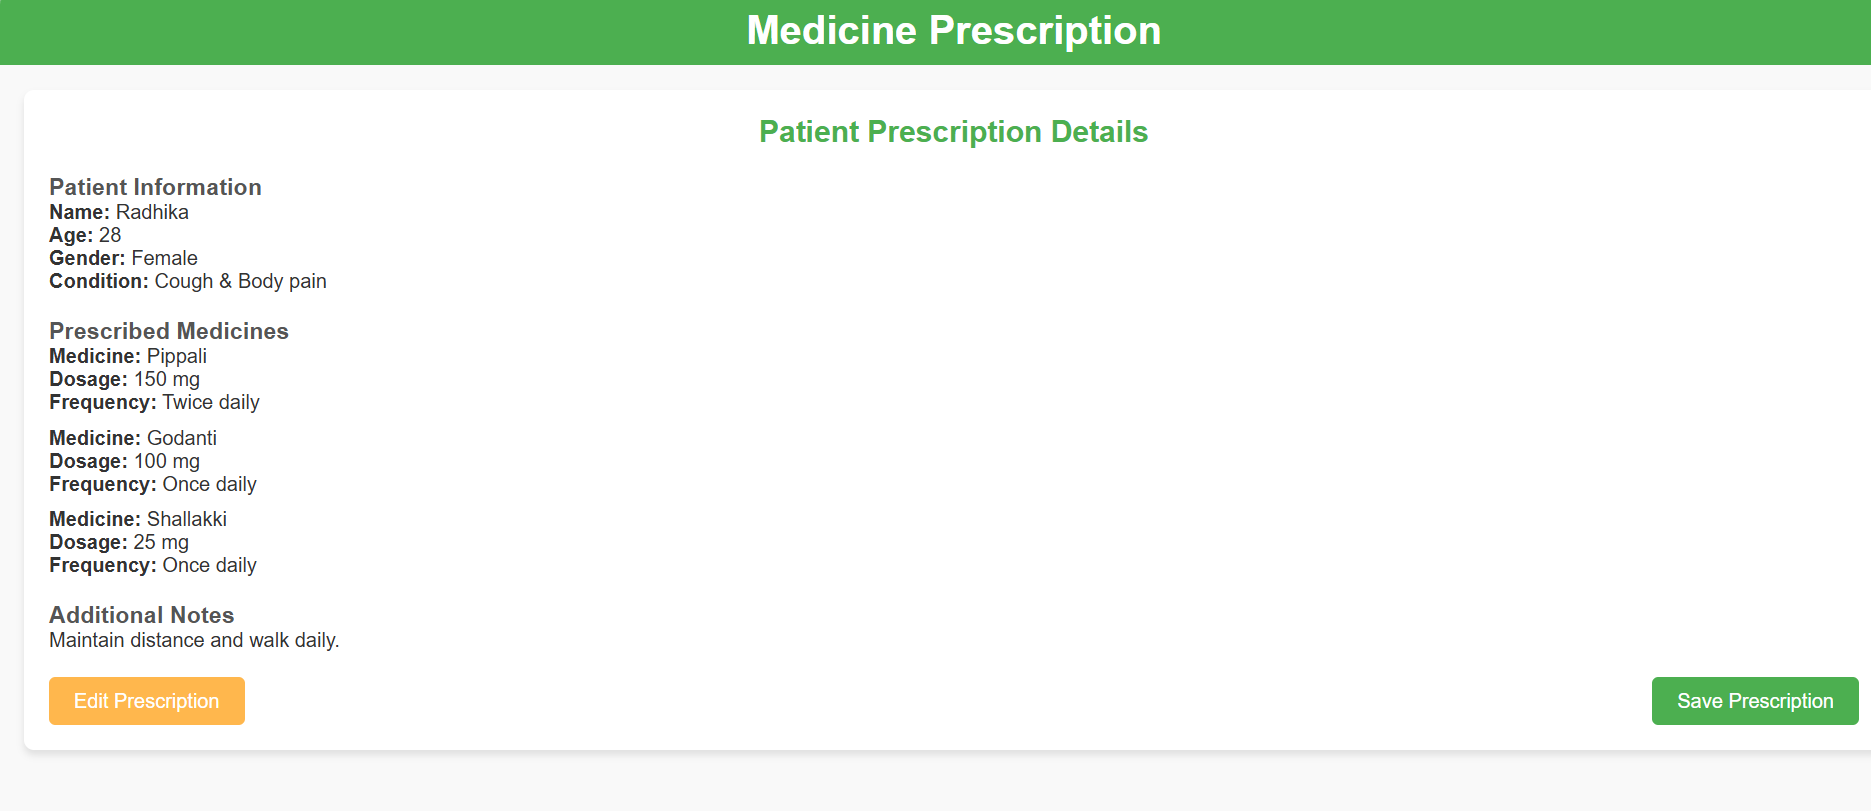 Medicine Prescription
Patient Prescription Details
Patient Information
Name: Radhika
Age: 28
Gender: Female
Condition: Cough & Body pain
Prescribed Medicines
Medicine: Pippali
Dosage: 150 mg
Frequency: Twice daily
Medicine: Godanti
Dosage: 100 mg
Frequency: Once daily
Medicine: Shallakki
Dosage: 25 mg
Frequency: Once daily
Additional Notes
Maintain distance and walk daily.
Edit Prescription
Save Prescription